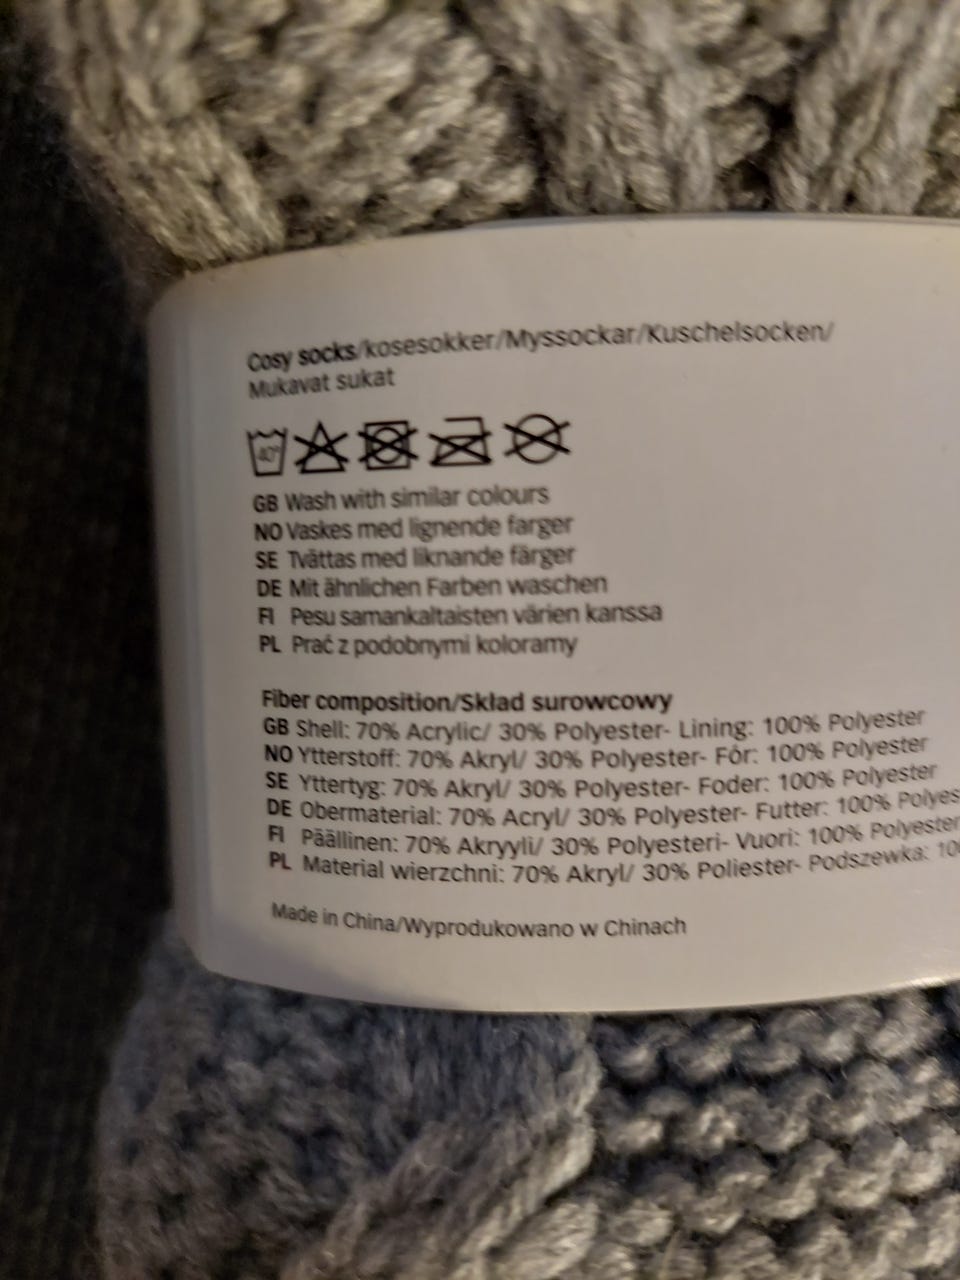 Cosy socks/kosesokker/Myssockar/Kuschelsocken/
Mukavat sukat
40°
GB Wash with similar colours
NO Vaskes med lignende farger
SE Tvättas med liknande färger
DE Mit ähnlichen Farben waschen
FI Pesu samankaltaisten värien kanssa
PL Prać z podobnymi koloramy
Fiber composition/Skład surowcowy
GB Shell: 70% Acrylic/ 30% Polyester- Lining: 100% Polyester
NO Ytterstoff: 70% Akryl/ 30% Polyester- Fór: 100% Polyester
SE Yttertyg: 70% Akryl/ 30% Polyester- Foder: 100% Polyester
DE Obermaterial: 70% Acryl/ 30% Polyester- Futter: 100% Polyes
FI Päällinen: 70% Akryyli/ 30% Polyesteri- Vuori: 100% Polyester
PL Material wierzchni: 70% Akryl/ 30% Poliester- Podszewka: 10
Made in China/Wyprodukowano w Chinach